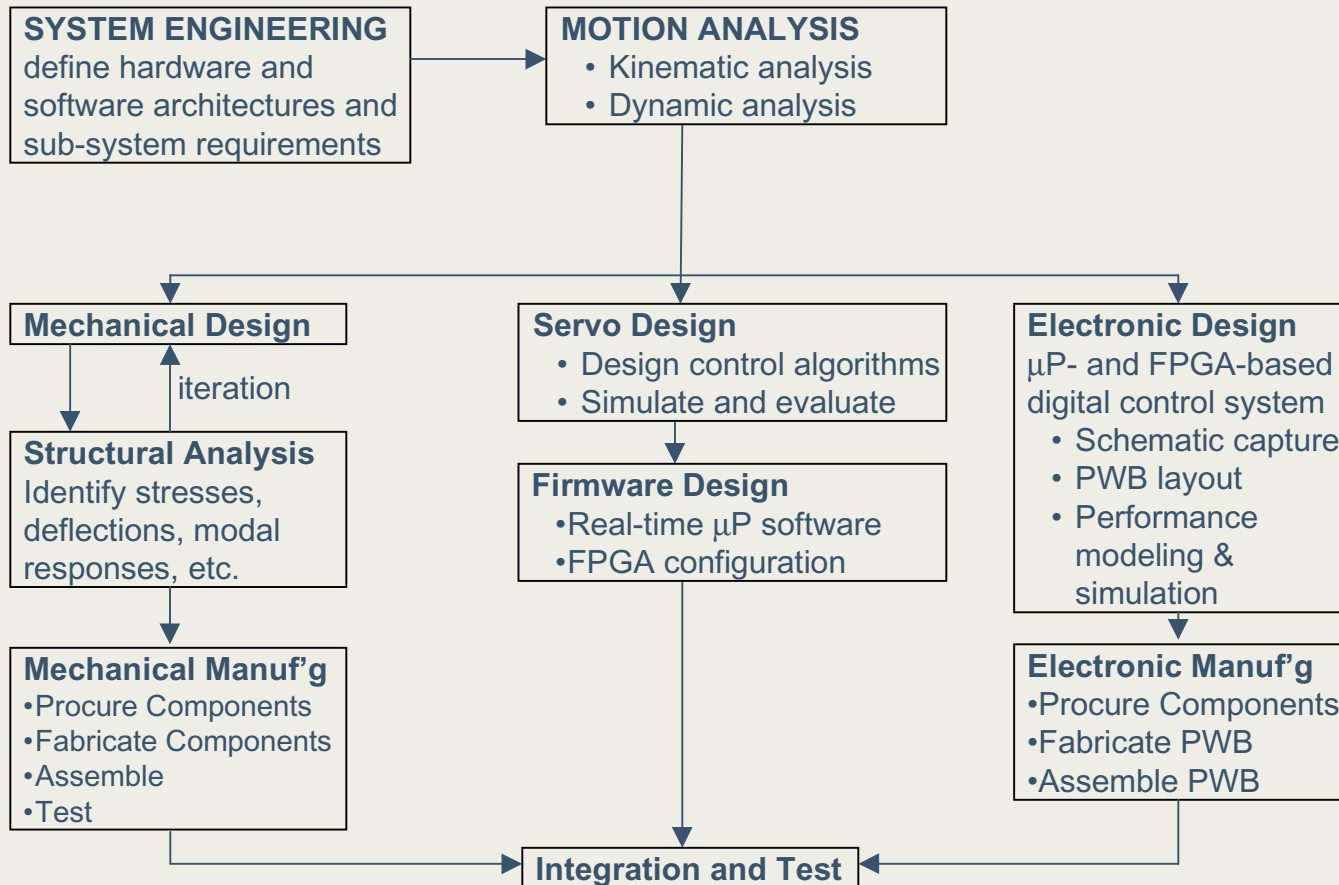 SYSTEM ENGINEERING
define hardware and
software architectures and
sub-system requirements
MOTION ANALYSIS
• Kinematic analysis
• Dynamic analysis
Mechanical Design
iteration
Structural Analysis
Identify stresses,
deflections, modal
responses, etc.
Mechanical Manuf’g
•Procure Components
•Fabricate Components
•Assemble
•Test
Servo Design
• Design control algorithms
• Simulate and evaluate
Firmware Design
•Real-time μP software
•FPGA configuration
Electronic Design
μP- and FPGA-based
digital control system
• Schematic capture
• PWB layout
• Performance
modeling &
simulation
Electronic Manuf’g
•Procure Components
•Fabricate PWB
•Assemble PWB
Integration and Test